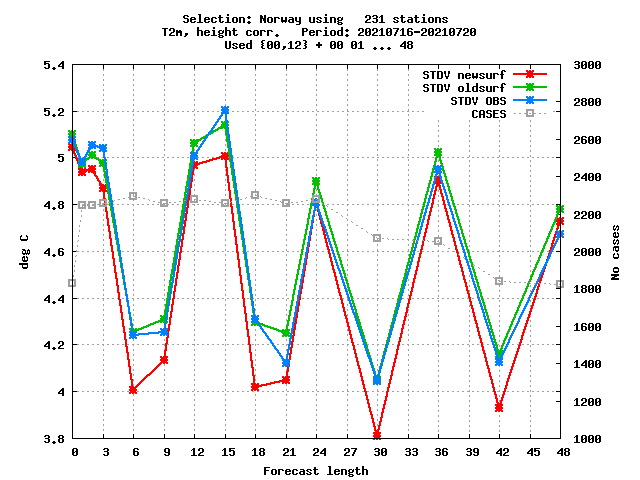 Selection: Norway using   231 stations
T2m, height corr.   Period: 20210716-20210720
Used {00,12} + 00 01 ... 48
STDV newsurf
STDV oldsurf
STDV OBS
CASES
5.4
5.2
5
4.8
4.6
4.4
4.2
4
3.8
deg C
3000
2800
2600
2400
2200
2000
1800
1600
1400
1200
1000
No cases
0 3 6 9 12 15 18 21 24 27 30 33 36 39 42 45 48
Forecast length